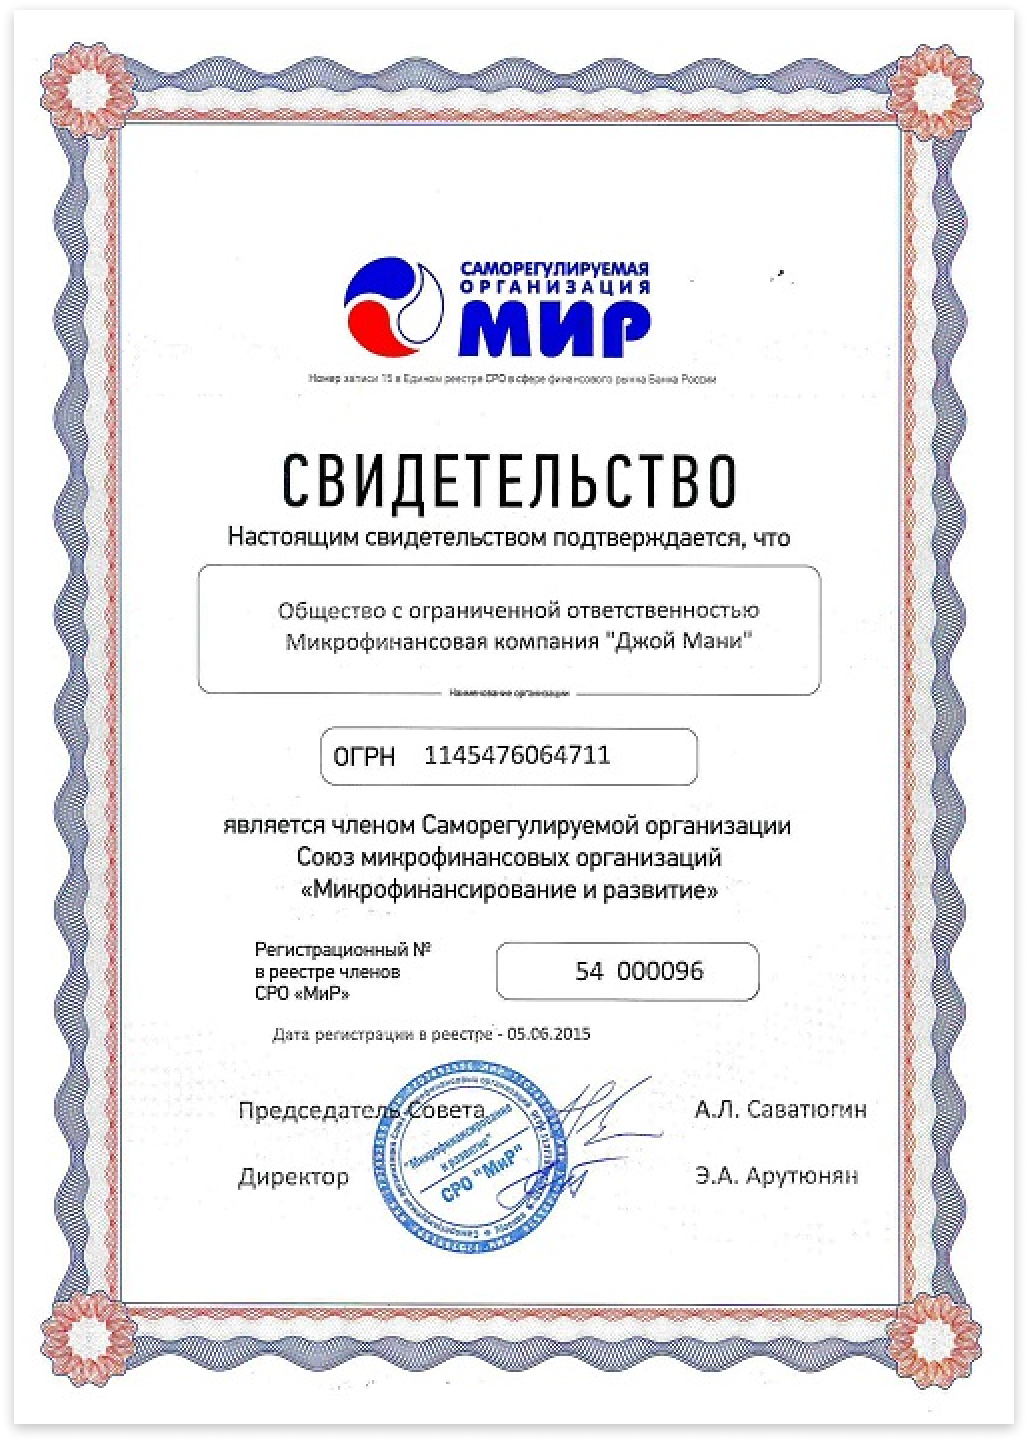 САМОРЕГУЛИРУЕМАЯ
ОРГАНИЗАЦИЯ
МИР
Номер записи 15 в Едином реестре СРО в сфере финансового рынка Банка России
СВИДЕТЕЛЬСТВО
Настоящим свидетельством подтверждается, что
Общество с ограниченной ответственностью
Микрофинансовая компания "Джой Мани"
Наименование организации
ОГРН 1145476064711
является членом Саморегулируемой организации
Союз микрофинансовых организаций
«Микрофинансирование и развитие»
Регистрационный №
в реестре членов
СРО «МиР»
54 000096
Дата регистрации в реестре - 05.06.2015
Председатель Совета
А.Л. Саватюгин
Директор
Э.А. Арутюнян
"Микрофинансирование
и развитие"
СРО "МиР"